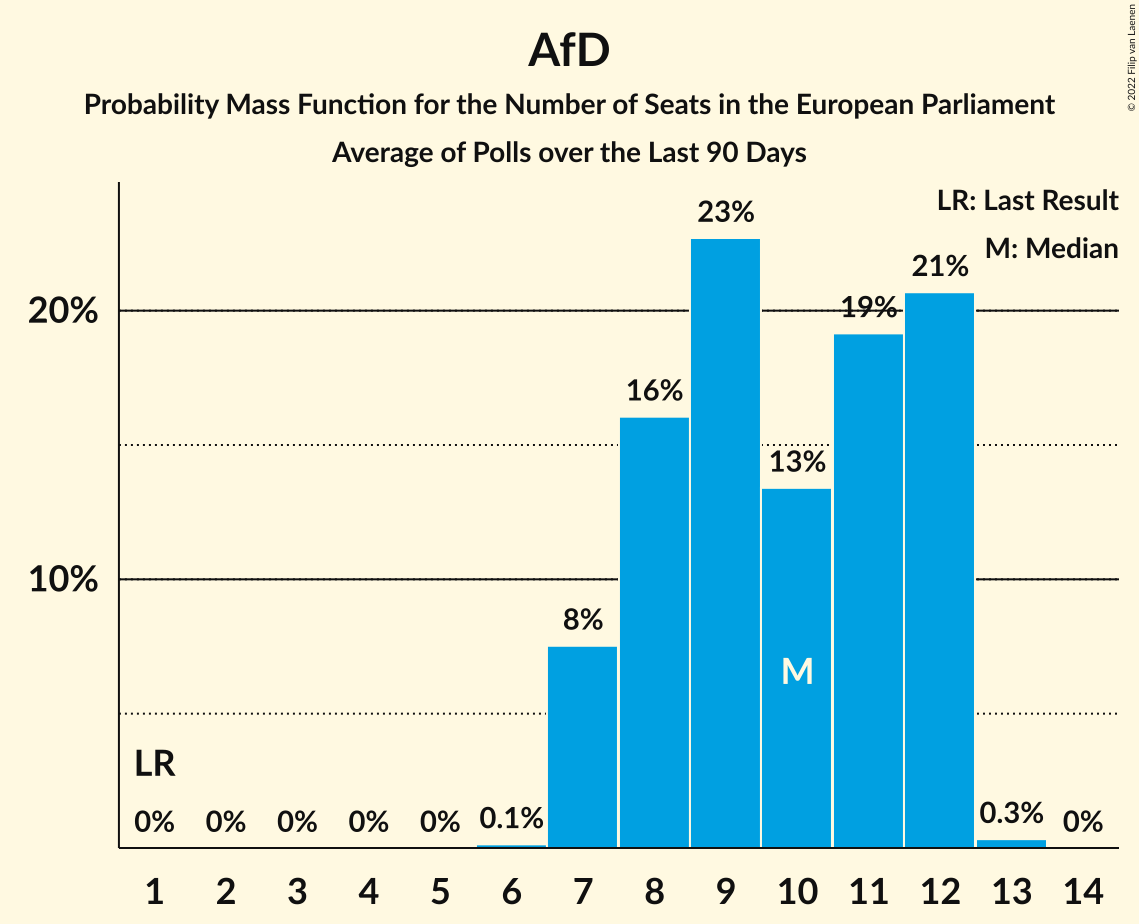 AfD
Probability Mass Function for the Number of Seats in the European Parliament
Average of Polls over the Last 90 Days
© 2022 Filip van Laenen
LR: Last Result
M: Median
20%
10%
LR
0%
0%
0%
0%
0%
0.1%
8%
16%
23%
13%
19%
21%
0.3%
0%
M
1 2 3 4 5 6 7 8 9 10 11 12 13 14